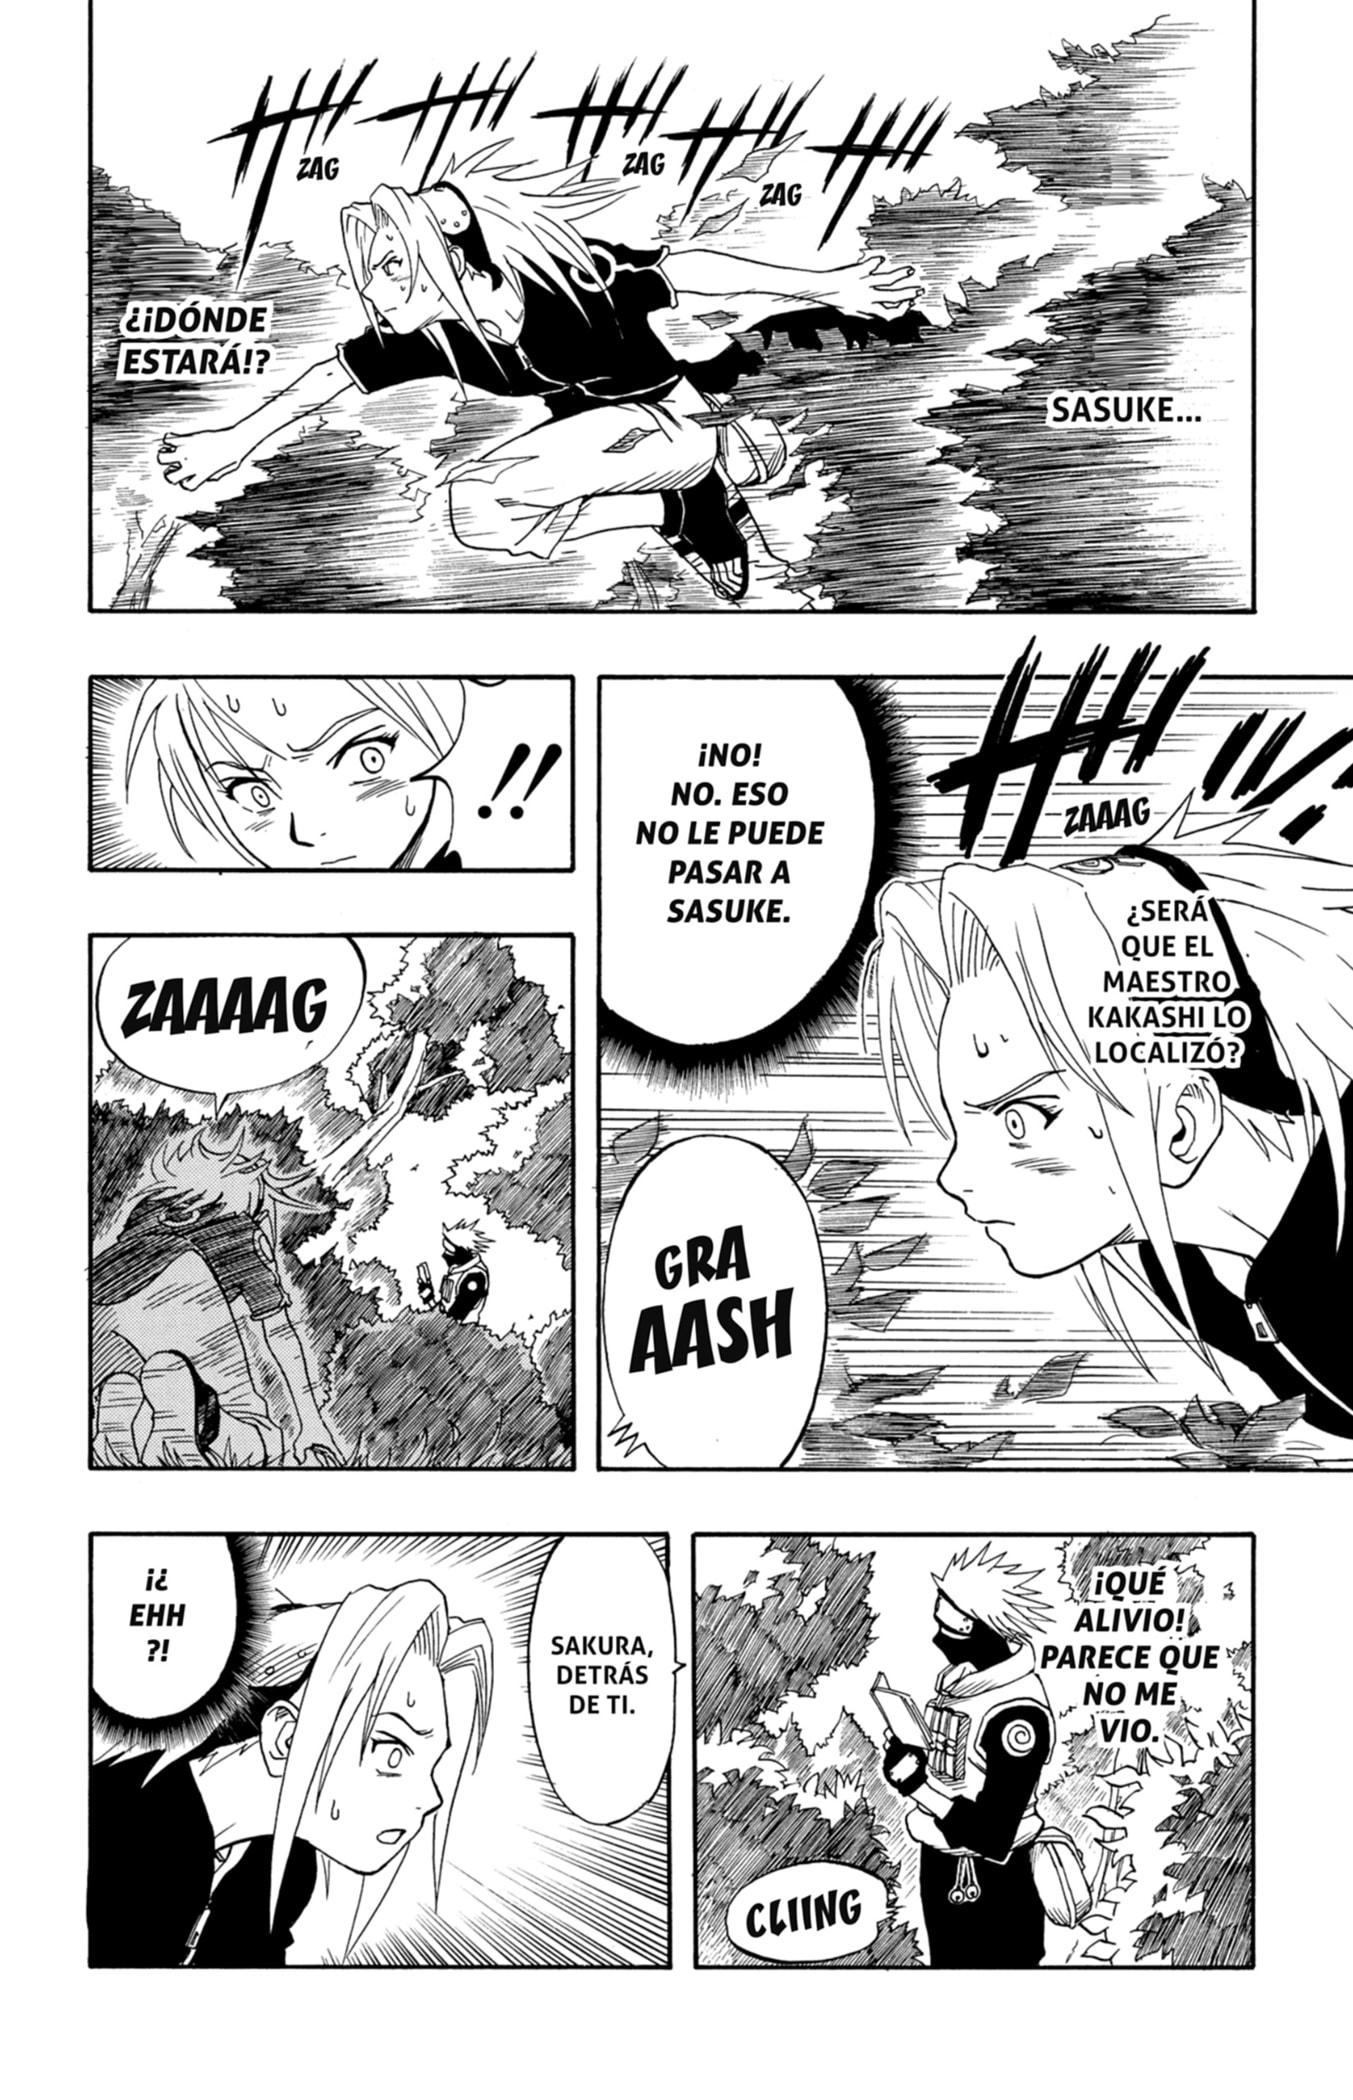 SASUKE...
ZAG
ZAG
ZAG
¿¡DÓNDE
ESTARÁ!?
ZAAAG
¿SERÁ
QUE EL
MAESTRO
KAKASHI LO
LOCALIZÓ?
¡NO!
NO. ESO
NO LE PUEDE
PASAR A
SASUKE.
GRA
AASH
!!
ZAAAAG
¡QUÉ
ALIVIO!
PARECE QUE
NO ME
VIO.
CLIING
SAKURA,
DETRÁS
DE TI.
¡¿
EHH
?!